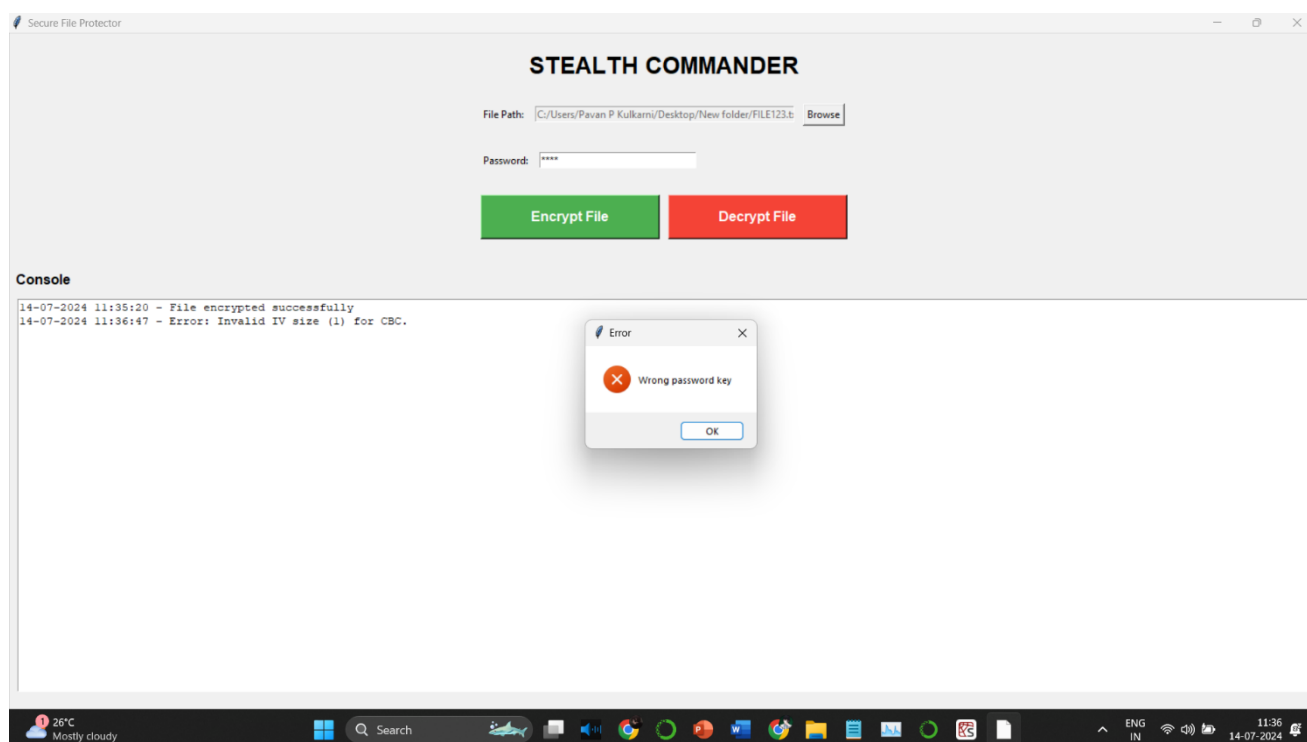 Secure File Protector
STEALTH COMMANDER
File Path: C:/Users/Pavan P Kulkarni/Desktop/New folder/FILE123.t Browse
Password: ****
Encrypt File Decrypt File
Console
14-07-2024 11:35:20 - File encrypted successfully
14-07-2024 11:36:47 - Error: Invalid IV size (1) for CBC.
Error
Wrong password key
OK
1 26°C
Mostly cloudy
Search
ENG
IN
11:36
14-07-2024